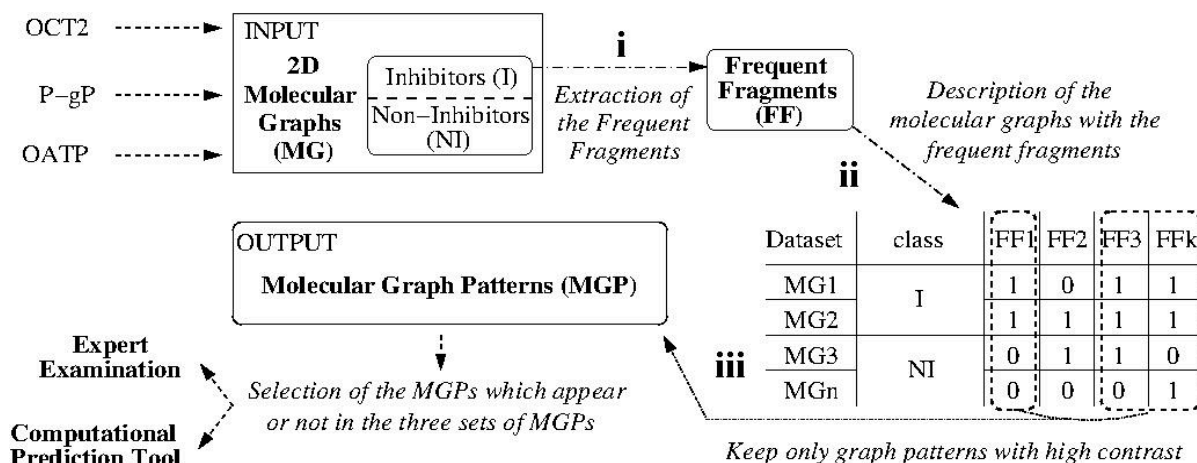 OCT2
P-gP
OATP
INPUT
2D
Molecular
Graphs
(MG)
Inhibitors (I)
Non-Inhibitors
(NI)
i
Extraction of
the Frequent
Fragments
Frequent
Fragments
(FF)
Description of the
molecular graphs with the
frequent fragments
ii
Dataset class FF1 FF2 FF3 FFk
MG1 1 0 1 1
I
MG2 1 1 1 1
MG3 0 1 1 0
NI
MGn 0 0 0 1
iii
Keep only graph patterns with high contrast
OUTPUT
Molecular Graph Patterns (MGP)
Selection of the MGPs which appear
or not in the three sets of MGPs
Expert
Examination
Computational
Prediction Tool